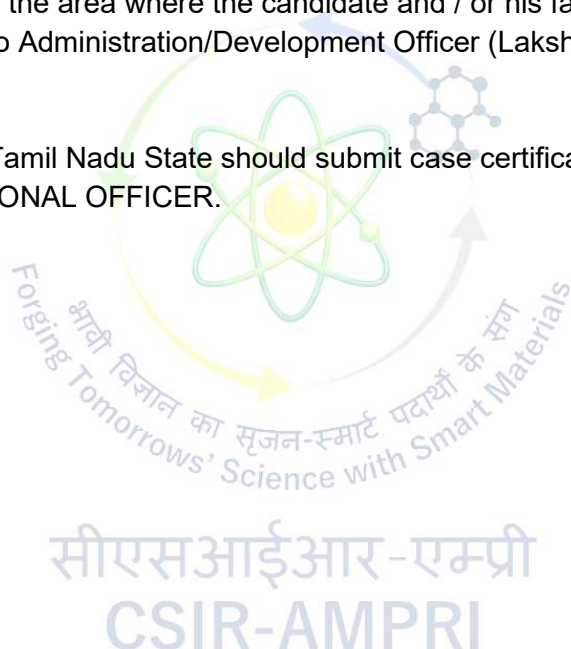 the area where the candidate and / or his fa
o Administration/Development Officer (Laksh
Tamil Nadu State should submit case certifica
ONAL OFFICER.
भावी विज्ञान का सृजन-स्मार्ट पदार्थों के संग
Forging Tomorrows' Science with Smart Materials
सीएसआईआर-एम्प्री
CSIR-AMPRI